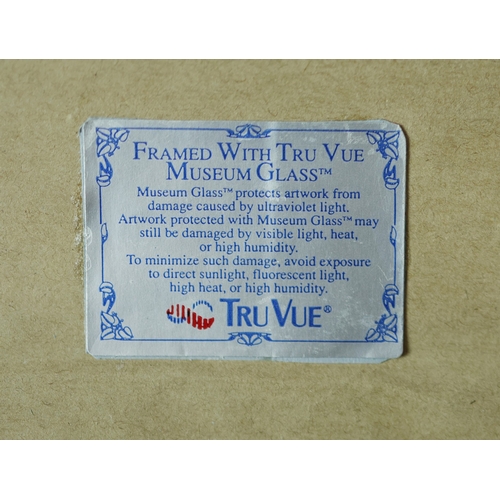 FRAMED WITH TRU VUE
MUSEUM GLASS™
Museum Glass™ protects artwork from
damage caused by ultraviolet light.
Artwork protected with Museum Glass™ may
still be damaged by visible light, heat,
or high humidity.
To minimize such damage, avoid exposure
to direct sunlight, fluorescent light,
high heat, or high humidity.
TRU VUE®